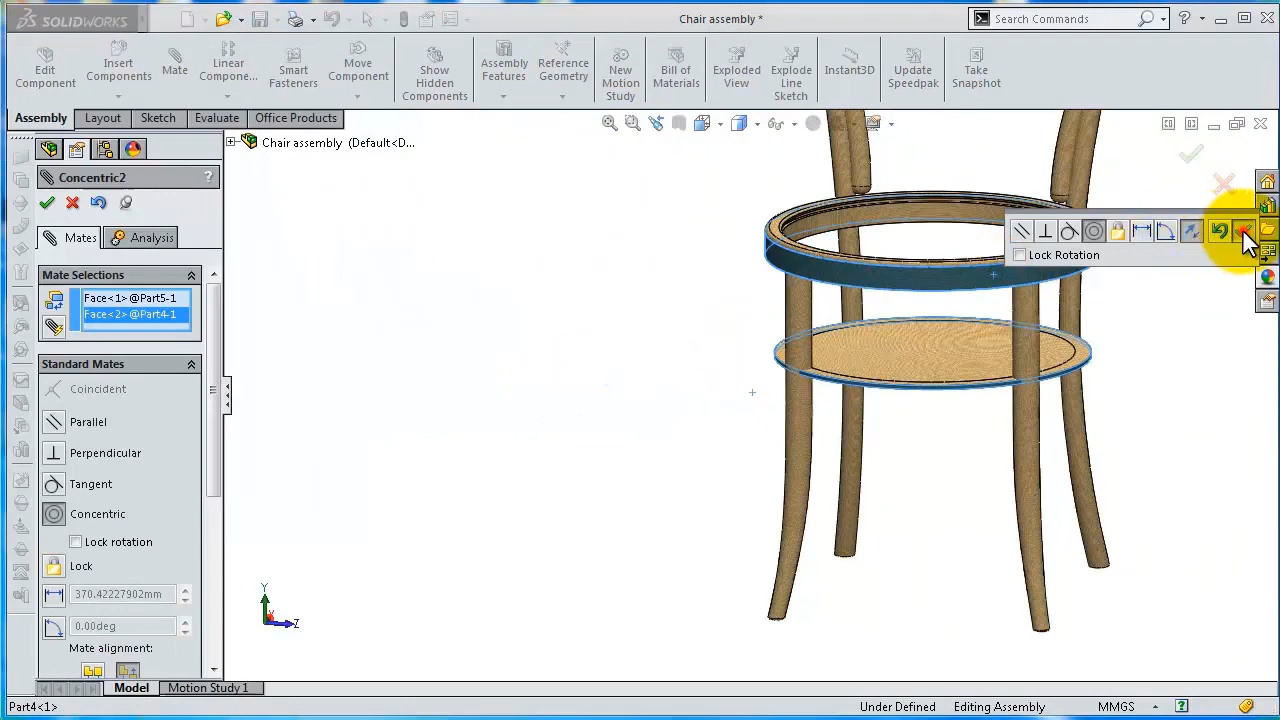 SOLIDWORKS
Chair assembly *
Search Commands
Edit
Component
Insert
Components
Mate
Linear
Compone...
Smart
Fasteners
Move
Component
Show
Hidden
Components
Assembly
Features
Reference
Geometry
New
Motion
Study
Bill of
Materials
Exploded
View
Explode
Line
Sketch
Instant3D
Update
Speedpak
Take
Snapshot
Assembly
Layout
Sketch
Evaluate
Office Products
Chair assembly (Default<D...
Concentric2
?
Mates
Analysis
Mate Selections
Face<1> @Part5-1
Face<2> @Part4-1
Standard Mates
Coincident
Parallel
Perpendicular
Tangent
Concentric
Lock rotation
Lock
370.42227902mm
0.00deg
Mate alignment:
Lock Rotation
Y
Z
Model
Motion Study 1
Part4<1>
Under Defined
Editing Assembly
MMGS
?